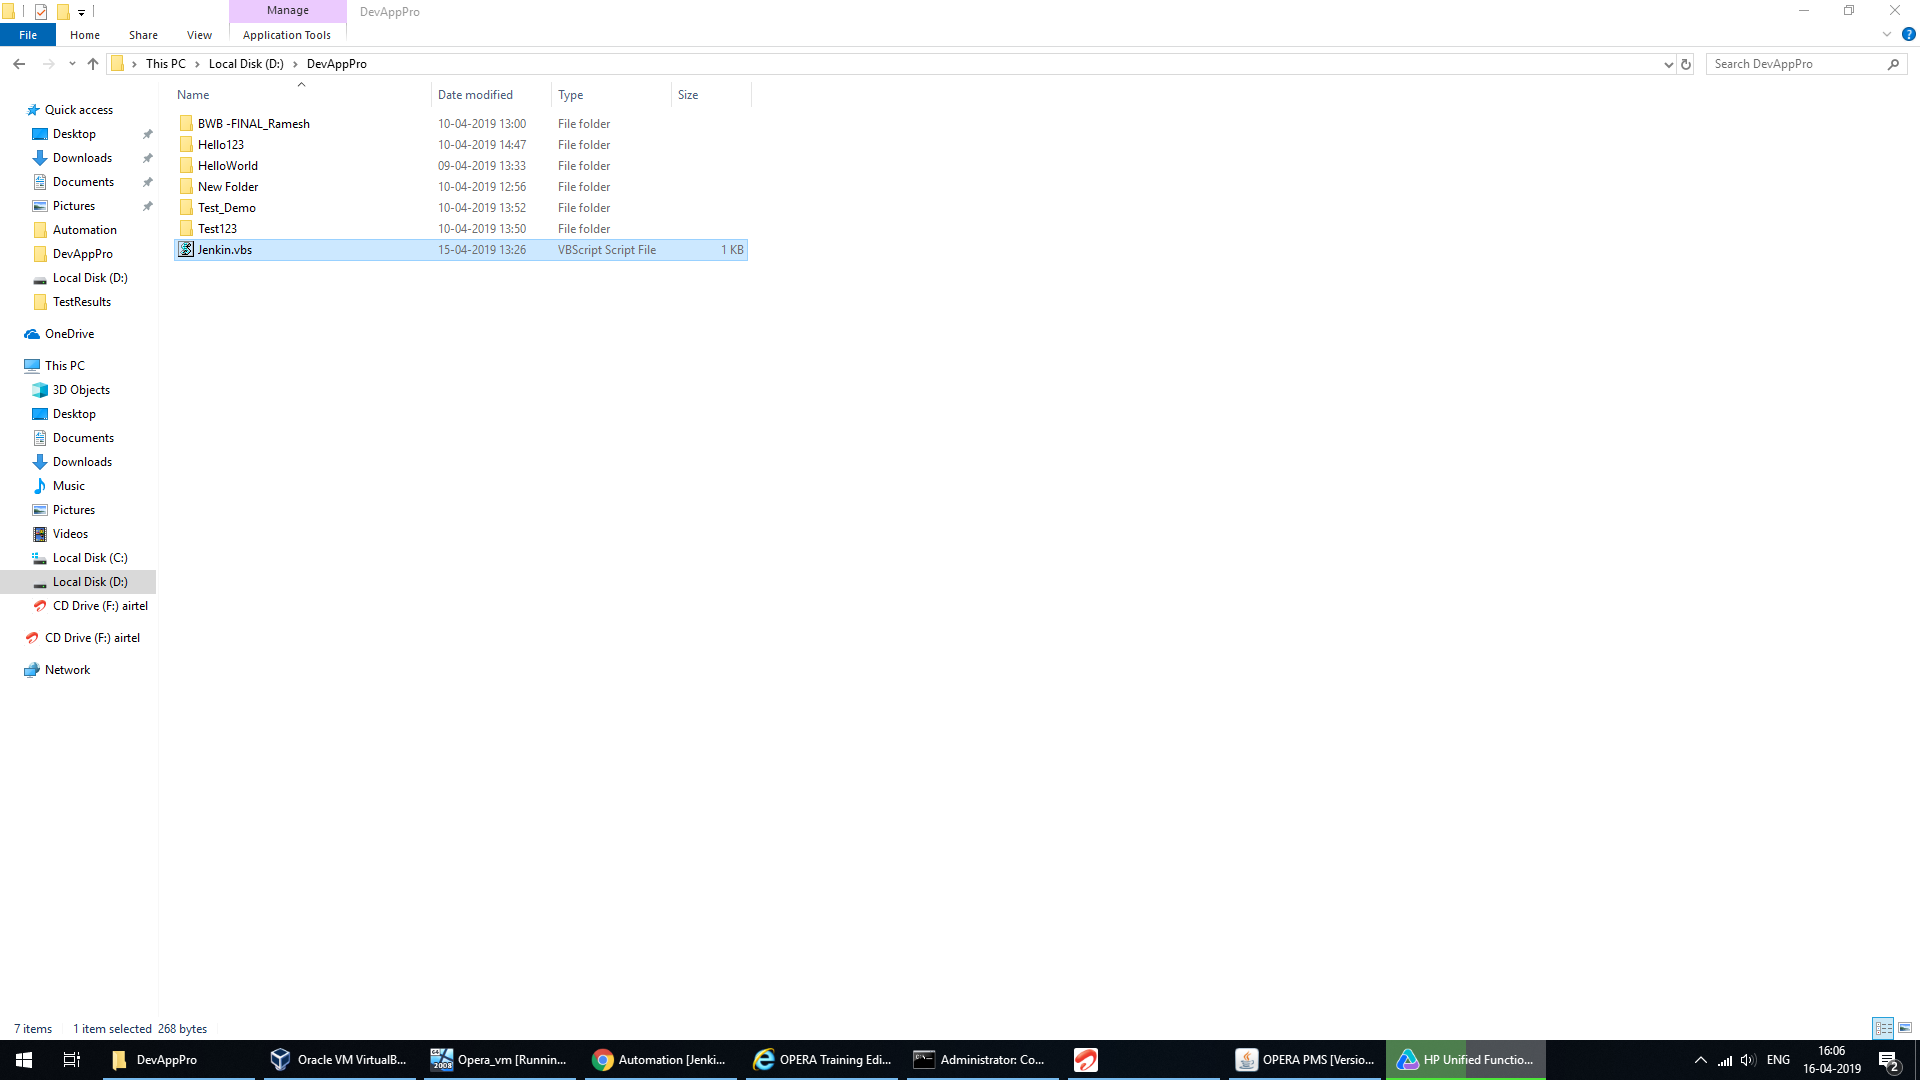 Manage
DevAppPro
File
Home
Share
View
Application Tools
This PC
Local Disk (D:)
DevAppPro
Search DevAppPro
Name
Date modified
Type
Size
BWB -FINAL_Ramesh 10-04-2019 13:00 File folder
Hello123 10-04-2019 14:47 File folder
HelloWorld 09-04-2019 13:33 File folder
New Folder 10-04-2019 12:56 File folder
Test_Demo 10-04-2019 13:52 File folder
Test123 10-04-2019 13:50 File folder
Jenkin.vbs 15-04-2019 13:26 VBScript Script File 1 KB
Quick access
Desktop
Downloads
Documents
Pictures
Automation
DevAppPro
Local Disk (D:)
TestResults
OneDrive
This PC
3D Objects
Desktop
Documents
Downloads
Music
Pictures
Videos
Local Disk (C:)
Local Disk (D:)
CD Drive (F:) airtel
CD Drive (F:) airtel
Network
7 items 1 item selected 268 bytes
DevAppPro
Oracle VM VirtualB...
Opera_vm [Runnin...
Automation [Jenki...
OPERA Training Edi...
Administrator: Co...
OPERA PMS [Versio...
HP Unified Functio...
ENG
16:06
16-04-2019
2